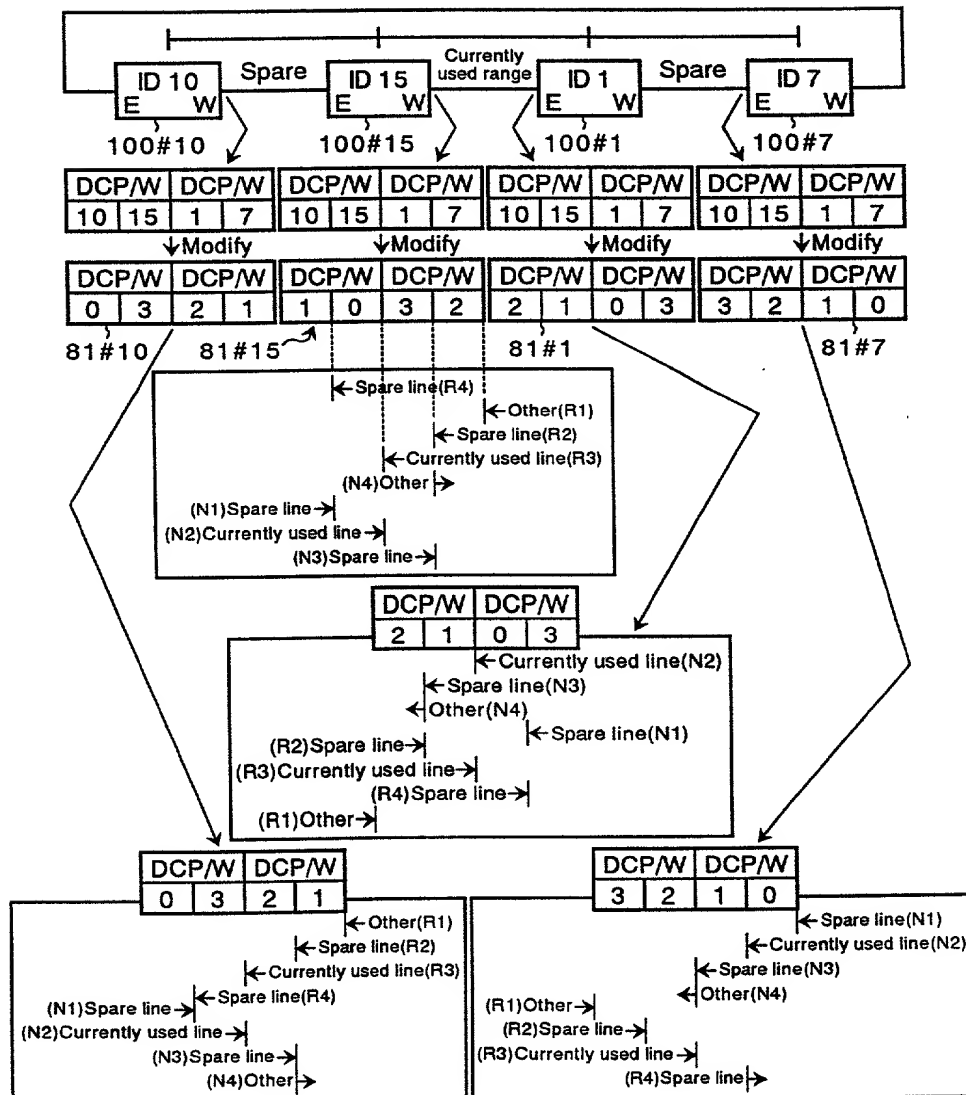 Currently
used range
ID 10 Spare ID 15 ID 1 Spare ID 7
E W E W E W E W
100#10 100#15 100#1 100#7
DCP/W DCP/W DCP/W DCP/W DCP/W DCP/W DCP/W DCP/W
10 15 1 7 10 15 1 7 10 15 1 7 10 15 1 7
↓Modify ↓Modify ↓Modify ↓Modify
DCP/W DCP/W DCP/W DCP/W DCP/W DCP/W DCP/W DCP/W
0 3 2 1 1 0 3 2 2 1 0 3 3 2 1 0
81#10 81#15 81#1 81#7
←Spare line(R4)
←Other(R1)
←Spare line(R2)
←Currently used line(R3)
(N4)Other→
(N1)Spare line→
(N2)Currently used line→
(N3)Spare line→
DCP/W DCP/W
2 1 0 3
←Currently used line(N2)
←Spare line(N3)
←Other(N4)
←Spare line(N1)
(R2)Spare line→
(R3)Currently used line→
(R4)Spare line→
(R1)Other→
DCP/W DCP/W
0 3 2 1
←Other(R1)
←Spare line(R2)
←Currently used line(R3)
←Spare line(R4)
(N1)Spare line→
(N2)Currently used line→
(N3)Spare line→
(N4)Other→
DCP/W DCP/W
3 2 1 0
←Spare line(N1)
←Currently used line(N2)
←Spare line(N3)
←Other(N4)
(R1)Other→
(R2)Spare line→
(R3)Currently used line→
(R4)Spare line→